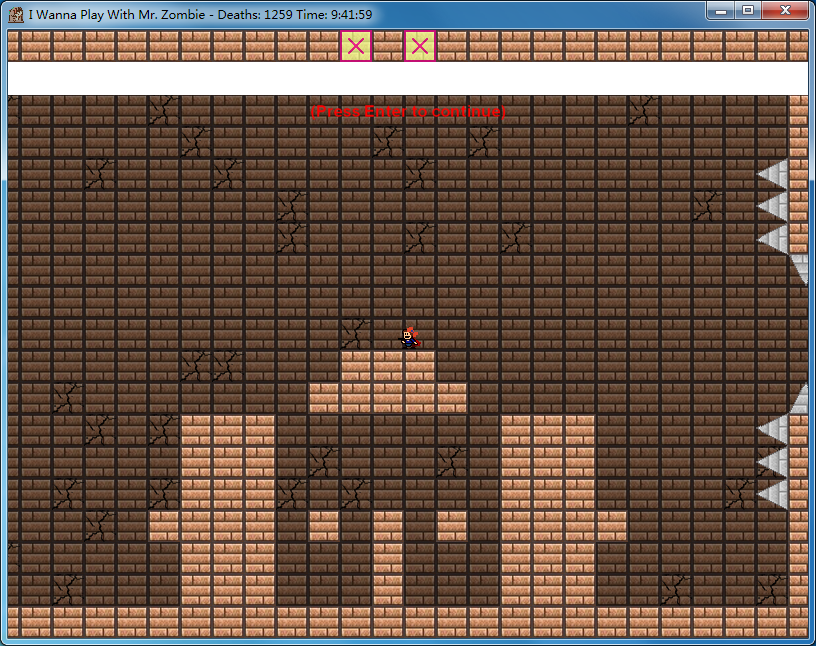 I Wanna Play With Mr. Zombie - Deaths: 1259 Time: 9:41:59
(Press Enter to continue)